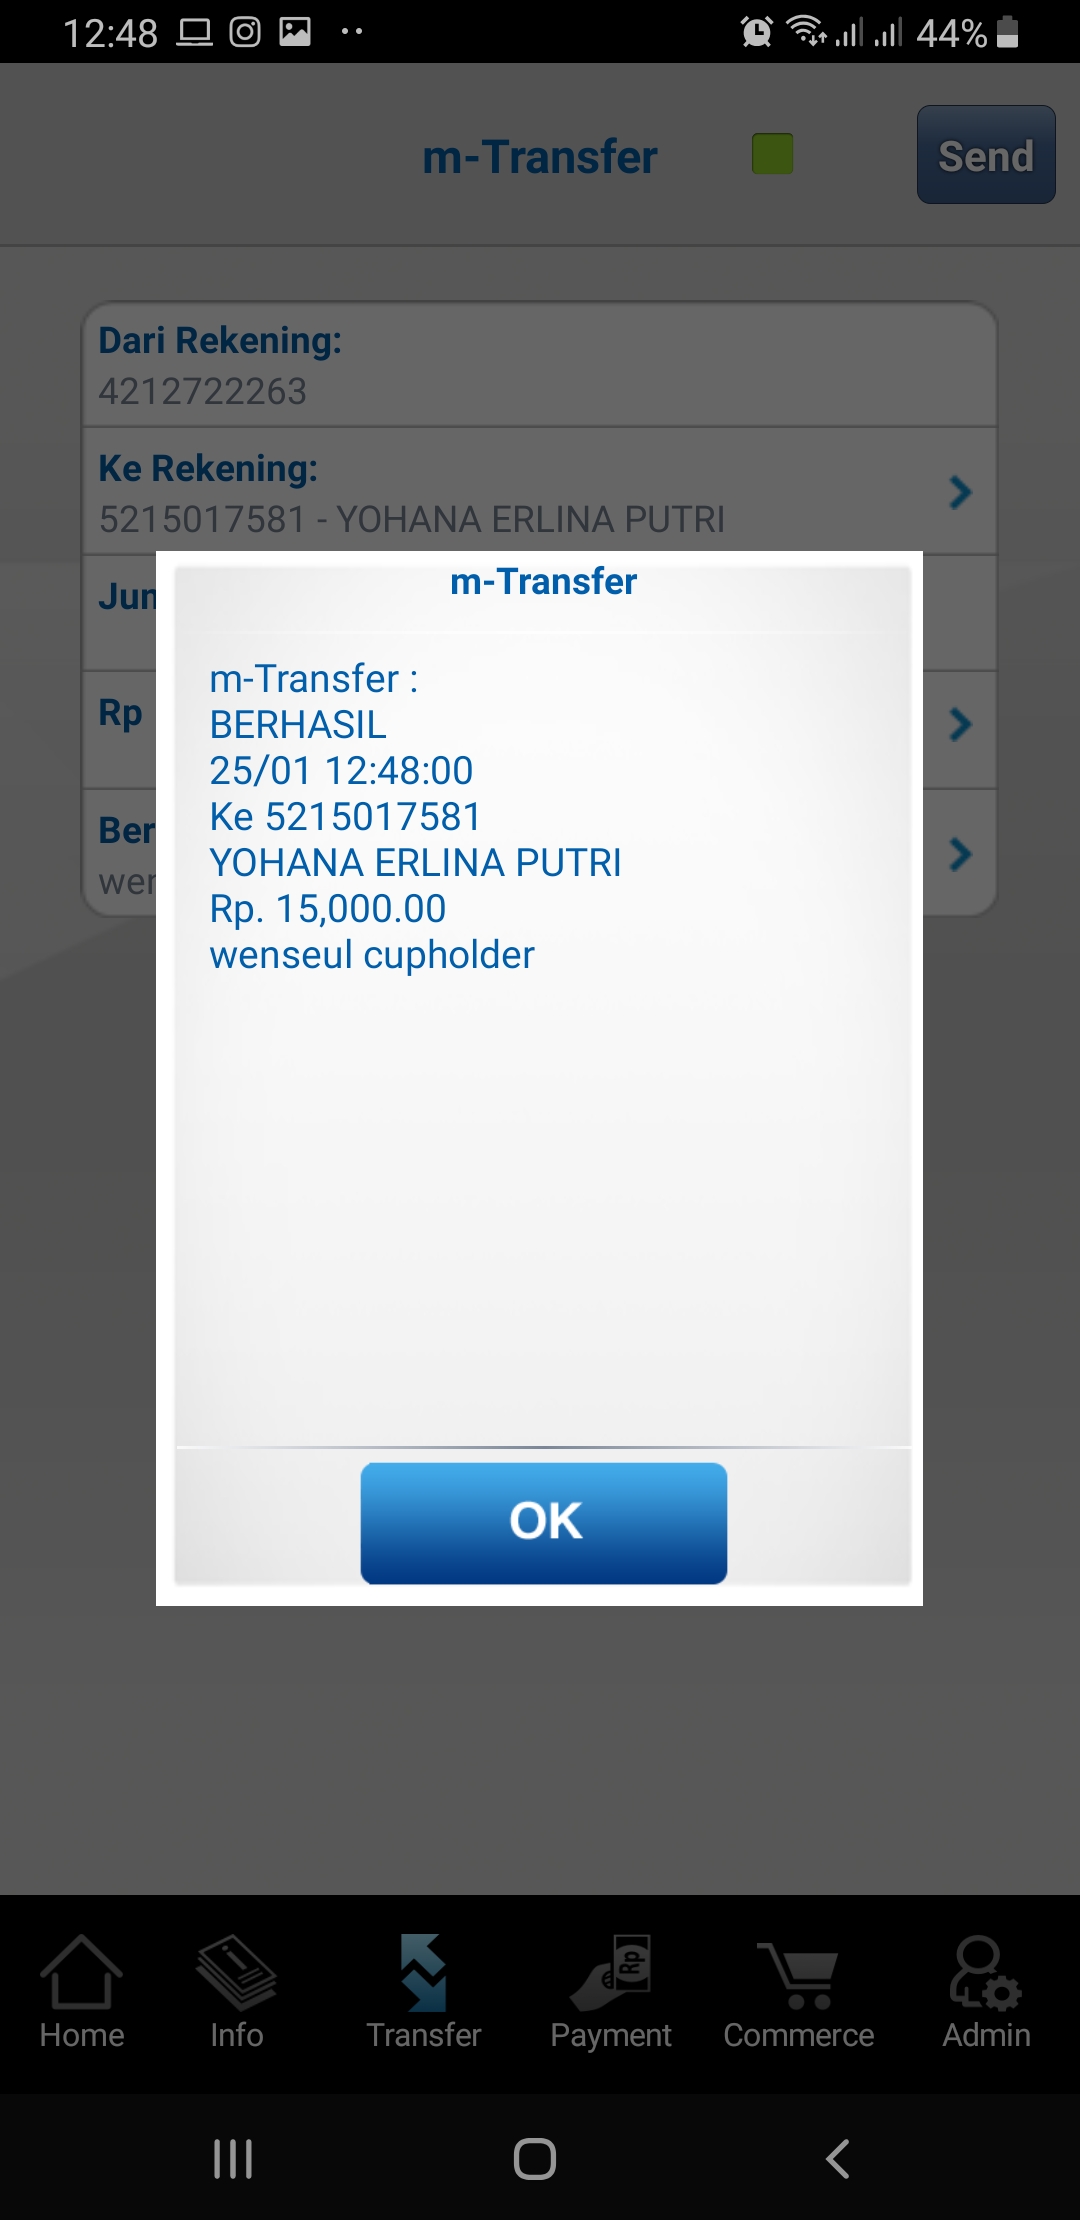 12:48
44%
m-Transfer
Send
Dari Rekening:
4212722263
Ke Rekening:
5215017581 - YOHANA ERLINA PUTRI
Jum
Rp
Ber
wer
m-Transfer
m-Transfer :
BERHASIL
25/01 12:48:00
Ke 5215017581
YOHANA ERLINA PUTRI
Rp. 15,000.00
wenseul cupholder
OK
Rp
Home
Info
Transfer
Payment
Commerce
Admin